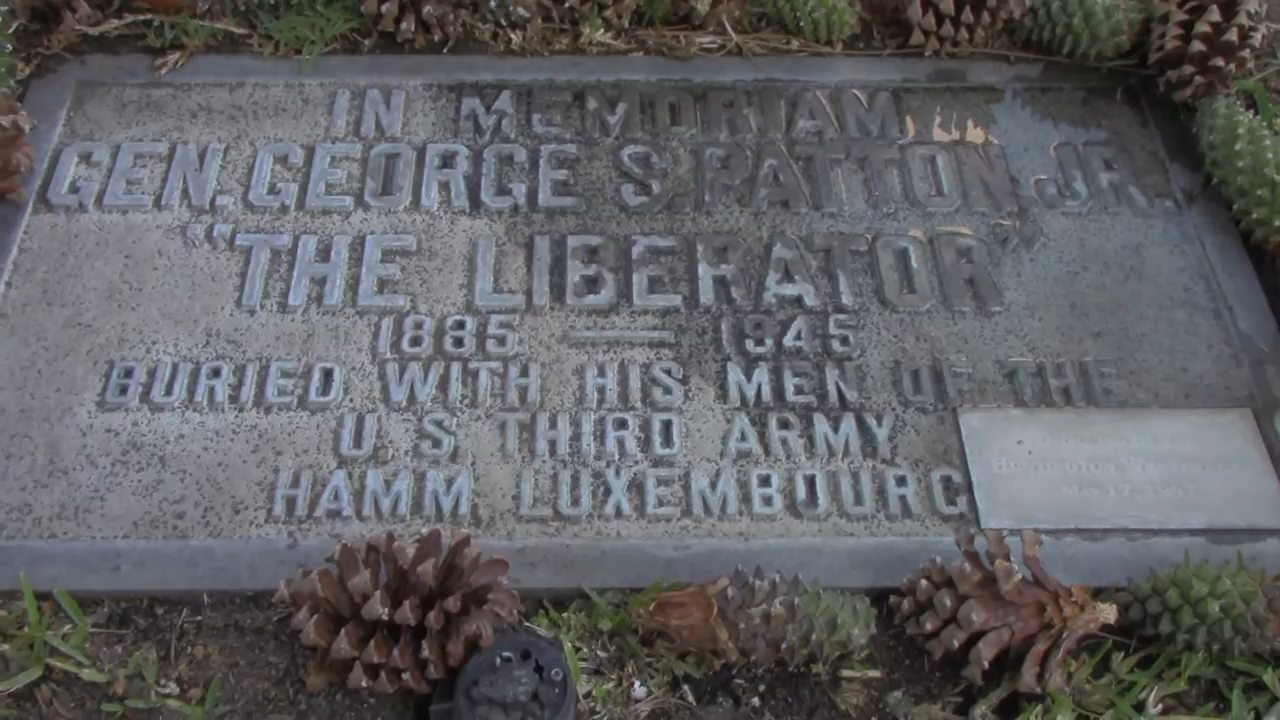 IN MEMORIAM
GEN. GEORGE S PATTON JR.
"THE LIBERATOR"
1885 — 1945
BURIED WITH HIS MEN OF THE
U S THIRD ARMY
HAMM LUXEMBOURG